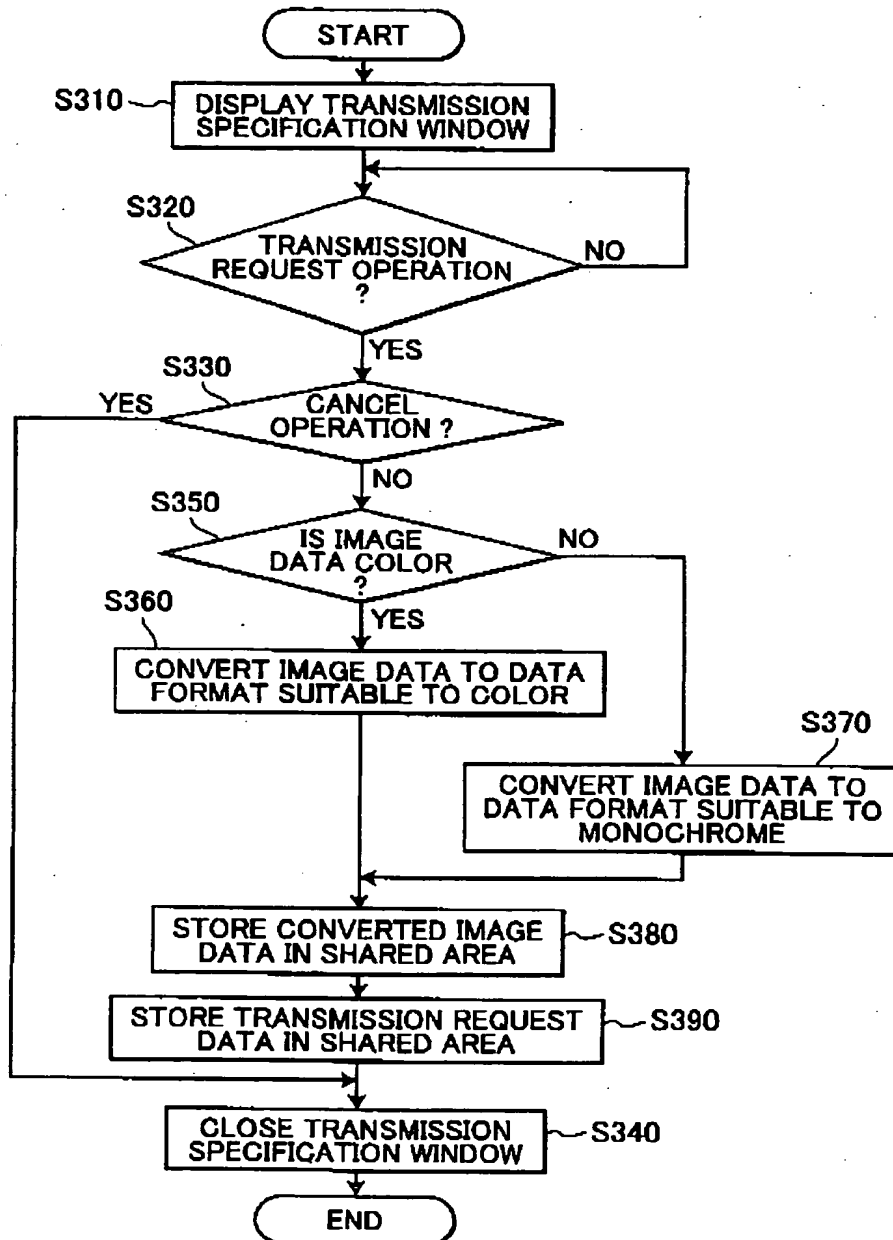 START
S310
DISPLAY TRANSMISSION
SPECIFICATION WINDOW
S320
TRANSMISSION
REQUEST OPERATION
?
NO
YES
S330
YES
CANCEL
OPERATION ?
NO
S350
IS IMAGE
DATA COLOR
?
NO
YES
S360
CONVERT IMAGE DATA TO DATA
FORMAT SUITABLE TO COLOR
S370
CONVERT IMAGE DATA TO
DATA FORMAT SUITABLE TO
MONOCHROME
STORE CONVERTED IMAGE
DATA IN SHARED AREA
S380
STORE TRANSMISSION REQUEST
DATA IN SHARED AREA
S390
CLOSE TRANSMISSION
SPECIFICATION WINDOW
S340
END